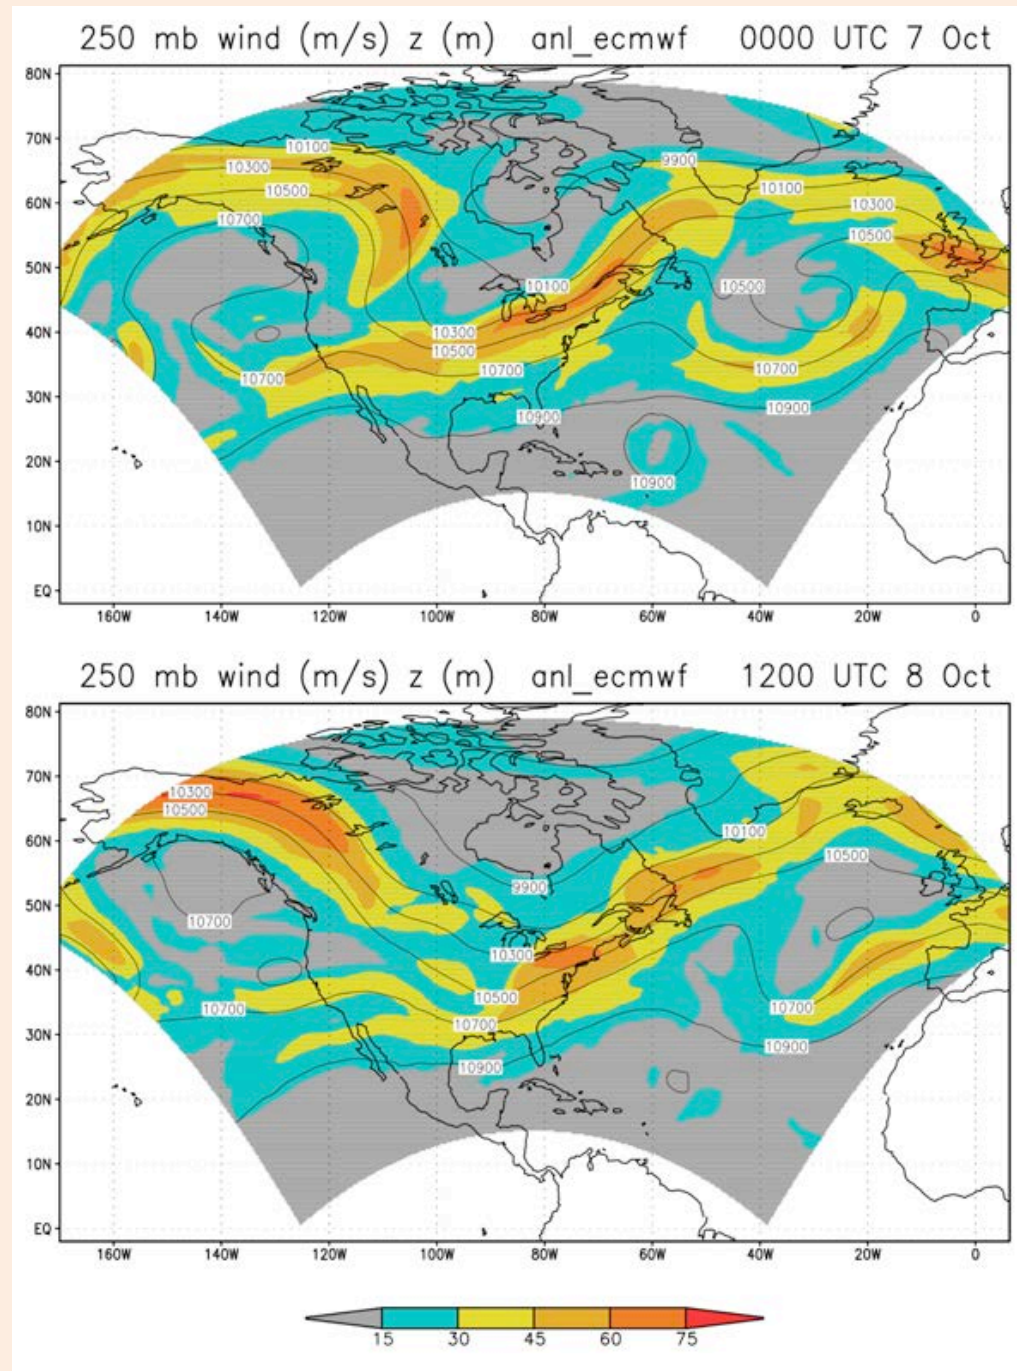 250 mb wind (m/s) z (m) anl_ecmwf 0000 UTC 7 Oct
80N
70N
60N
50N
40N
30N
20N
10N
EQ
10100
10300
10500
10700
9900
10100
10300
10500
10100
10500
10300
10500
10700
10700
10700
10900
10900
10900
160W 140W 120W 100W 80W 60W 40W 20W 0
250 mb wind (m/s) z (m) anl_ecmwf 1200 UTC 8 Oct
80N
70N
60N
50N
40N
30N
20N
10N
EQ
10300
10500
10100
10500
9900
10700
10300
10500
10700
10700
10700
10900
10900
160W 140W 120W 100W 80W 60W 40W 20W 0
15 30 45 60 75